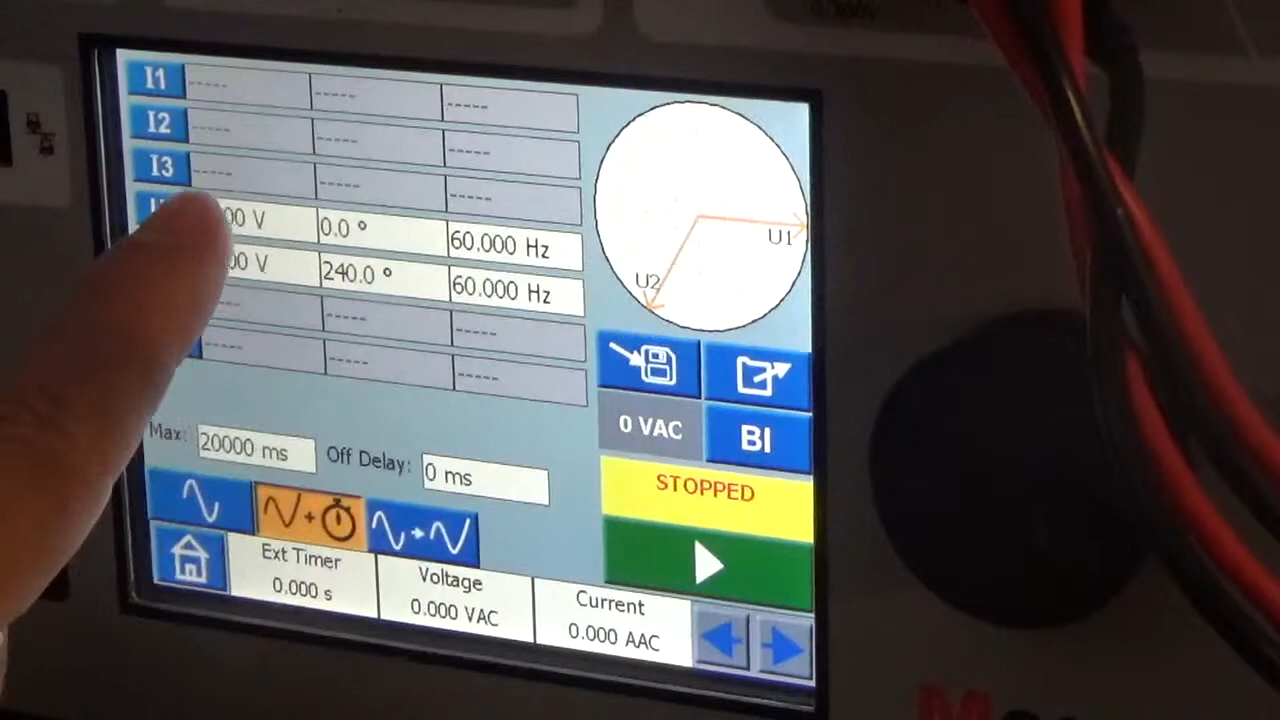 I1 ----- ----- -----
I2 ----- ----- -----
I3 ----- ----- -----
00 V 0.0 ° 60.000 Hz
00 V 240.0 ° 60.000 Hz
----- -----
----- ----- -----
U1
U2
0 VAC
BI
STOPPED
Max: 20000 ms Off Delay: 0 ms
Ext Timer
0.000 s
Voltage
0.000 VAC
Current
0.000 AAC